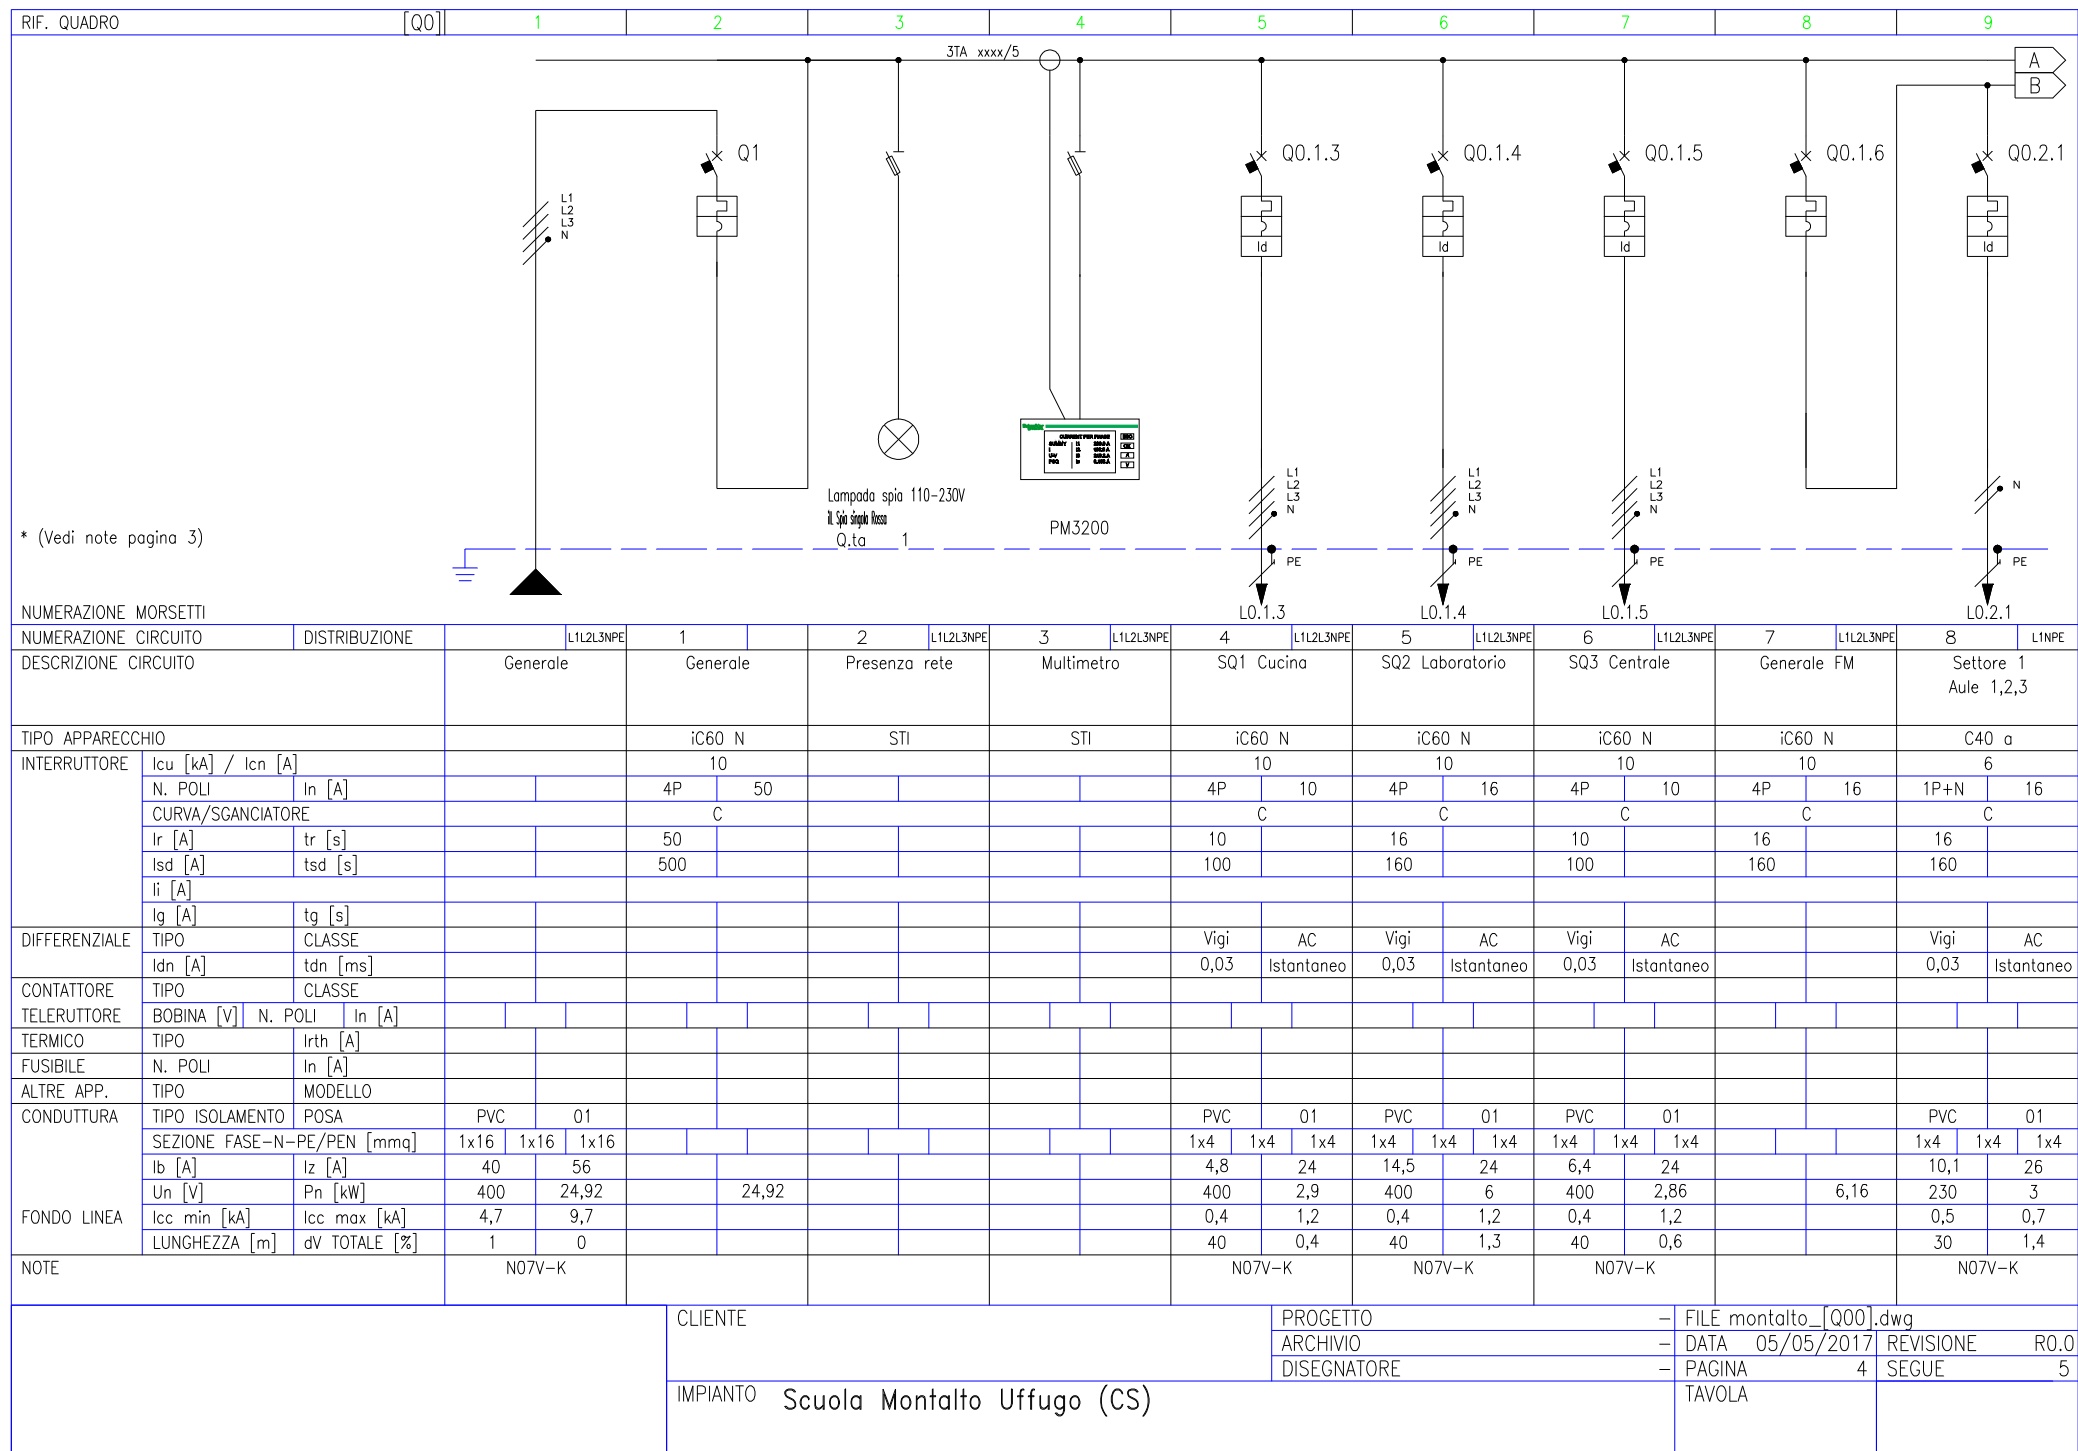 RIF. QUADRO [Q0] 1 2 3 4 5 6 7 8 9
3TA xxxx/5
A
B
Q1 Q0.1.3 Q0.1.4 Q0.1.5 Q0.1.6 Q0.2.1
L1
L2
L3
N
Id Id Id Id
CURRENT PER PHASE
Lampada spia 110-230V
iIL Spia singola Rossa
Q.ta 1
PM3200
L1
L2
L3
N
L1
L2
L3
N
L1
L2
L3
N
N
* (Vedi note pagina 3)
PE PE PE PE
NUMERAZIONE MORSETTI L0.1.3 L0.1.4 L0.1.5 L0.2.1
NUMERAZIONE CIRCUITO DISTRIBUZIONE L1L2L3NPE 1 2 L1L2L3NPE 3 L1L2L3NPE 4 L1L2L3NPE 5 L1L2L3NPE 6 L1L2L3NPE 7 L1L2L3NPE 8 L1NPE
DESCRIZIONE CIRCUITO Generale Generale Presenza rete Multimetro SQ1 Cucina SQ2 Laboratorio SQ3 Centrale Generale FM Settore 1
Aule 1,2,3
TIPO APPARECCHIO iC60 N STI STI iC60 N iC60 N iC60 N iC60 N C40 a
INTERRUTTORE Icu [kA] / Icn [A] 10 10 10 10 10 6
N. POLI In [A] 4P 50 4P 10 4P 16 4P 10 4P 16 1P+N 16
CURVA/SGANCIATORE C C C C C C
Ir [A] tr [s] 50 10 16 10 16 16
Isd [A] tsd [s] 500 100 160 100 160 160
Ii [A]
Ig [A] tg [s]
DIFFERENZIALE TIPO CLASSE Vigi AC Vigi AC Vigi AC Vigi AC
Idn [A] tdn [ms] 0,03 Istantaneo 0,03 Istantaneo 0,03 Istantaneo 0,03 Istantaneo
CONTATTORE TIPO CLASSE
TELERUTTORE BOBINA [V] N. POLI In [A]
TERMICO TIPO Irth [A]
FUSIBILE N. POLI In [A]
ALTRE APP. TIPO MODELLO
CONDUTTURA TIPO ISOLAMENTO POSA PVC 01 PVC 01 PVC 01 PVC 01 PVC 01
SEZIONE FASE-N-PE/PEN [mmq] 1x16 1x16 1x16 1x4 1x4 1x4 1x4 1x4 1x4 1x4 1x4 1x4 1x4 1x4 1x4
Ib [A] Iz [A] 40 56 4,8 24 14,5 24 6,4 24 10,1 26
Un [V] Pn [kW] 400 24,92 24,92 400 2,9 400 6 400 2,86 6,16 230 3
FONDO LINEA Icc min [kA] Icc max [kA] 4,7 9,7 0,4 1,2 0,4 1,2 0,4 1,2 0,5 0,7
LUNGHEZZA [m] dV TOTALE [%] 1 0 40 0,4 40 1,3 40 0,6 30 1,4
NOTE N07V-K N07V-K N07V-K N07V-K N07V-K
CLIENTE PROGETTO - FILE montalto_[Q00].dwg
ARCHIVIO - DATA 05/05/2017 REVISIONE R0.0
DISEGNATORE - PAGINA 4 SEGUE 5
IMPIANTO Scuola Montalto Uffugo (CS) TAVOLA